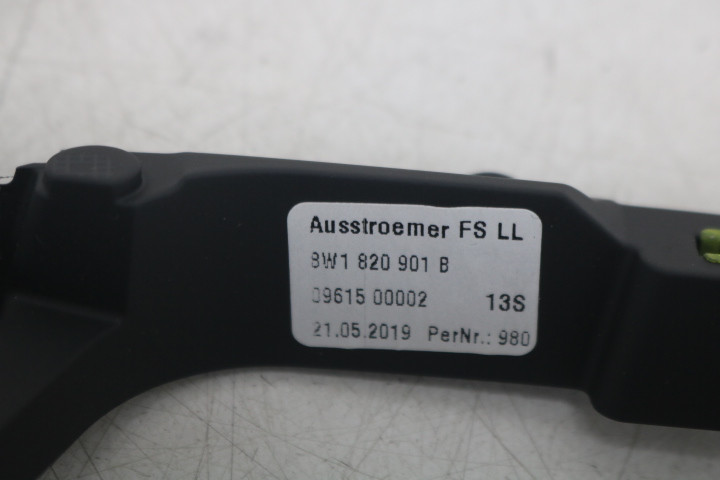 Ausstroemer FS LL
8W1 820 901 B
09615 00002 13S
21.05.2019 PerNr.: 980